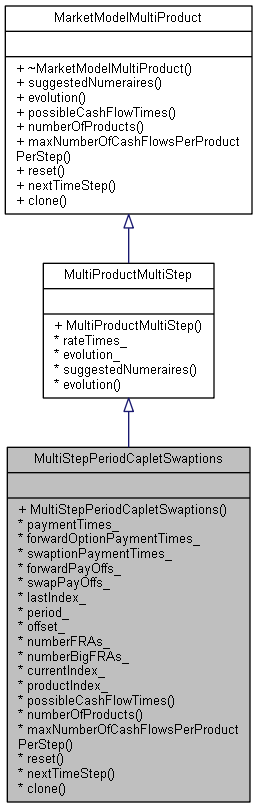 MarketModelMultiProduct
+ ~MarketModelMultiProduct()
+ suggestedNumeraires()
+ evolution()
+ possibleCashFlowTimes()
+ numberOfProducts()
+ maxNumberOfCashFlowsPerProduct
PerStep()
+ reset()
+ nextTimeStep()
+ clone()
MultiProductMultiStep
+ MultiProductMultiStep()
* rateTimes_
* evolution_
* suggestedNumeraires()
* evolution()
MultiStepPeriodCapletSwaptions
+ MultiStepPeriodCapletSwaptions()
* paymentTimes_
* forwardOptionPaymentTimes_
* swaptionPaymentTimes_
* forwardPayOffs_
* swapPayOffs_
* lastIndex_
* period_
* offset_
* numberFRAs_
* numberBigFRAs_
* currentIndex_
* productIndex_
* possibleCashFlowTimes()
* numberOfProducts()
* maxNumberOfCashFlowsPerProduct
PerStep()
* reset()
* nextTimeStep()
* clone()